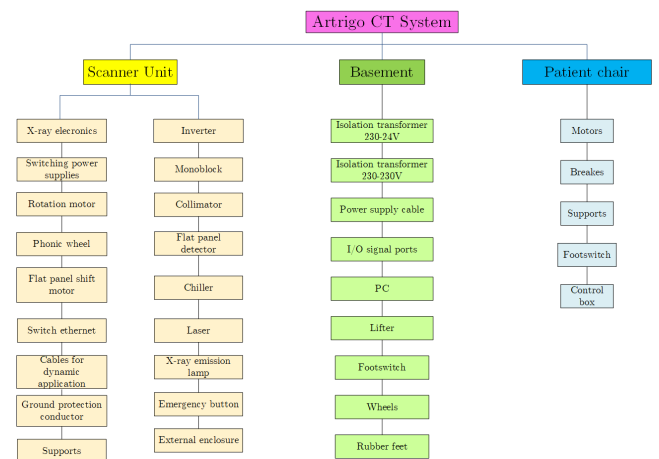 Artrigo CT System
Scanner Unit
Basement
Patient chair
X-ray elecronics
Switching power
supplies
Rotation motor
Phonic wheel
Flat panel shift
motor
Switch ethernet
Cables for
dynamic
application
Ground protection
conductor
Supports
Inverter
Monoblock
Collimator
Flat panel
detector
Chiller
Laser
X-ray emission
lamp
Emergency button
External enclosure
Isolation transformer
230-24V
Isolation transformer
230-230V
Power supply cable
I/O signal ports
PC
Lifter
Footswitch
Wheels
Rubber feet
Motors
Breakes
Supports
Footswitch
Control
box